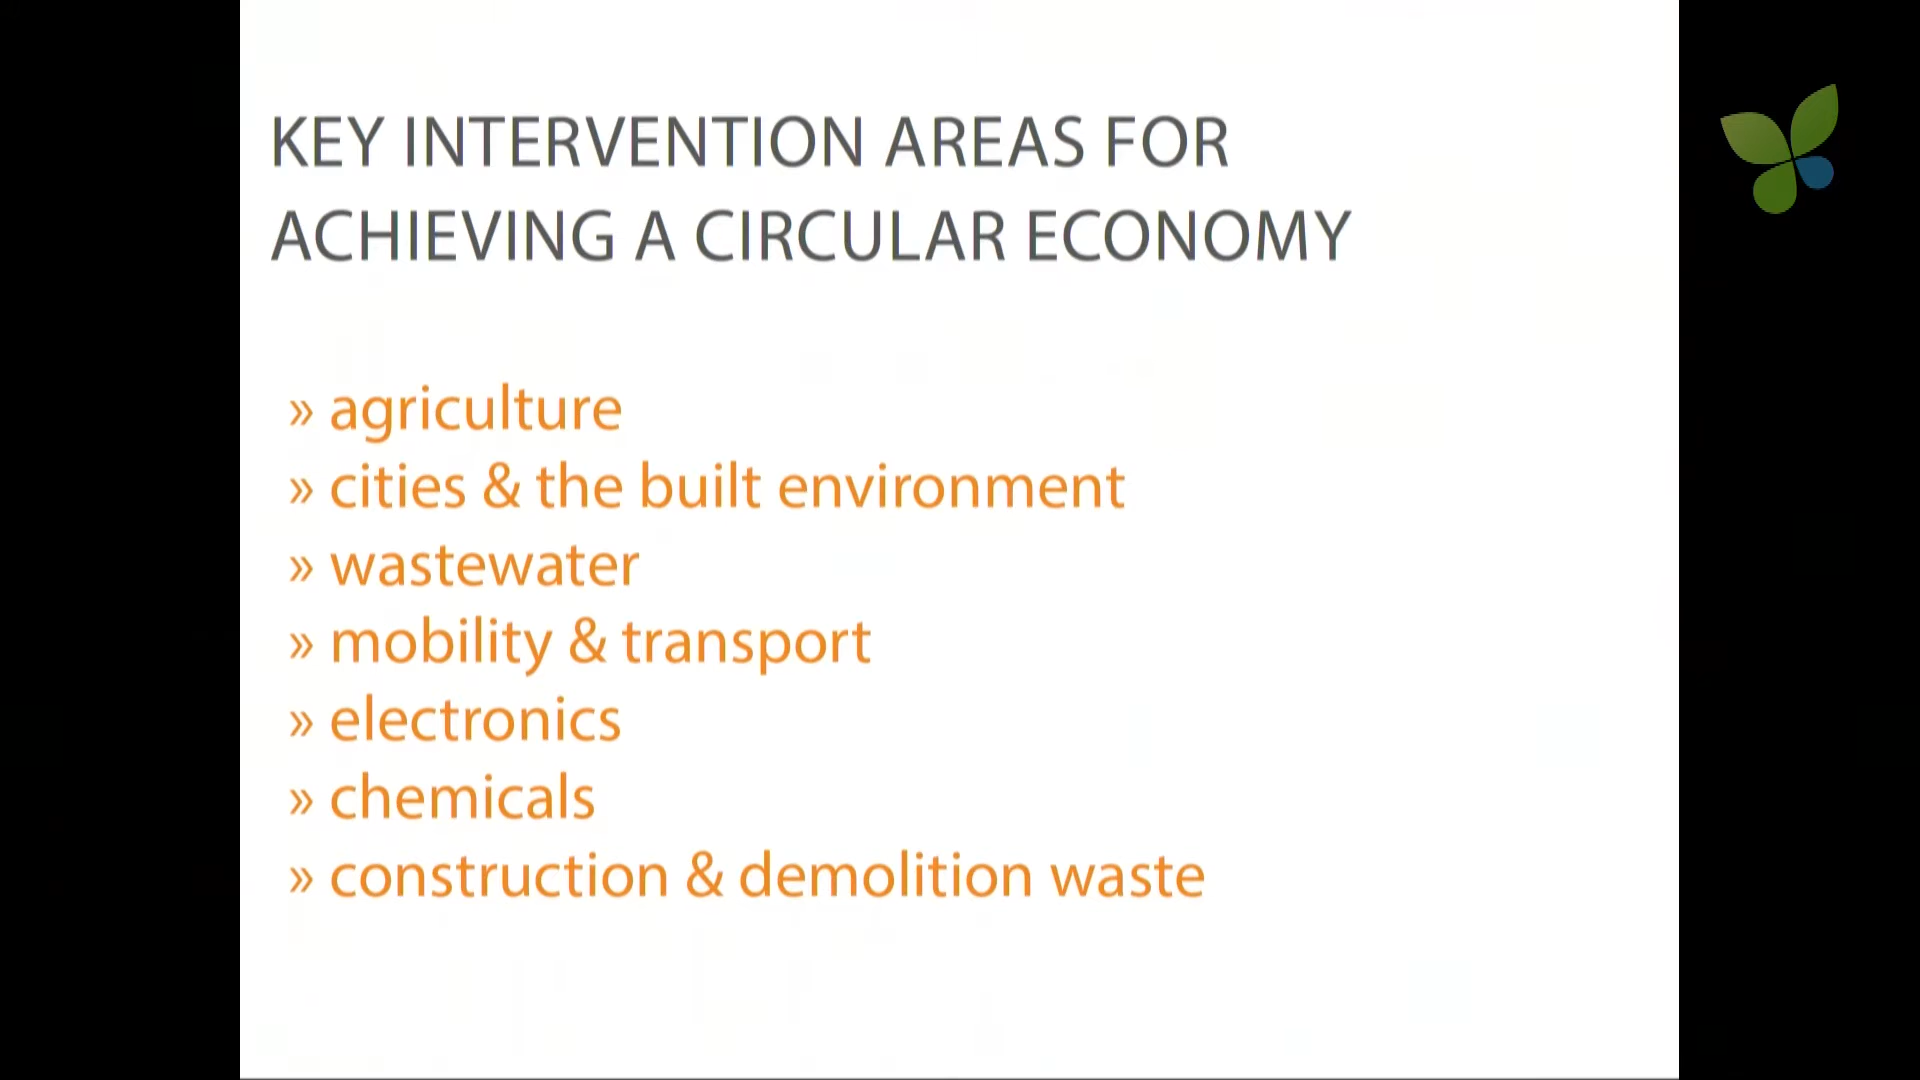 KEY INTERVENTION AREAS FOR
ACHIEVING A CIRCULAR ECONOMY
» agriculture
» cities & the built environment
» wastewater
» mobility & transport
» electronics
» chemicals
» construction & demolition waste